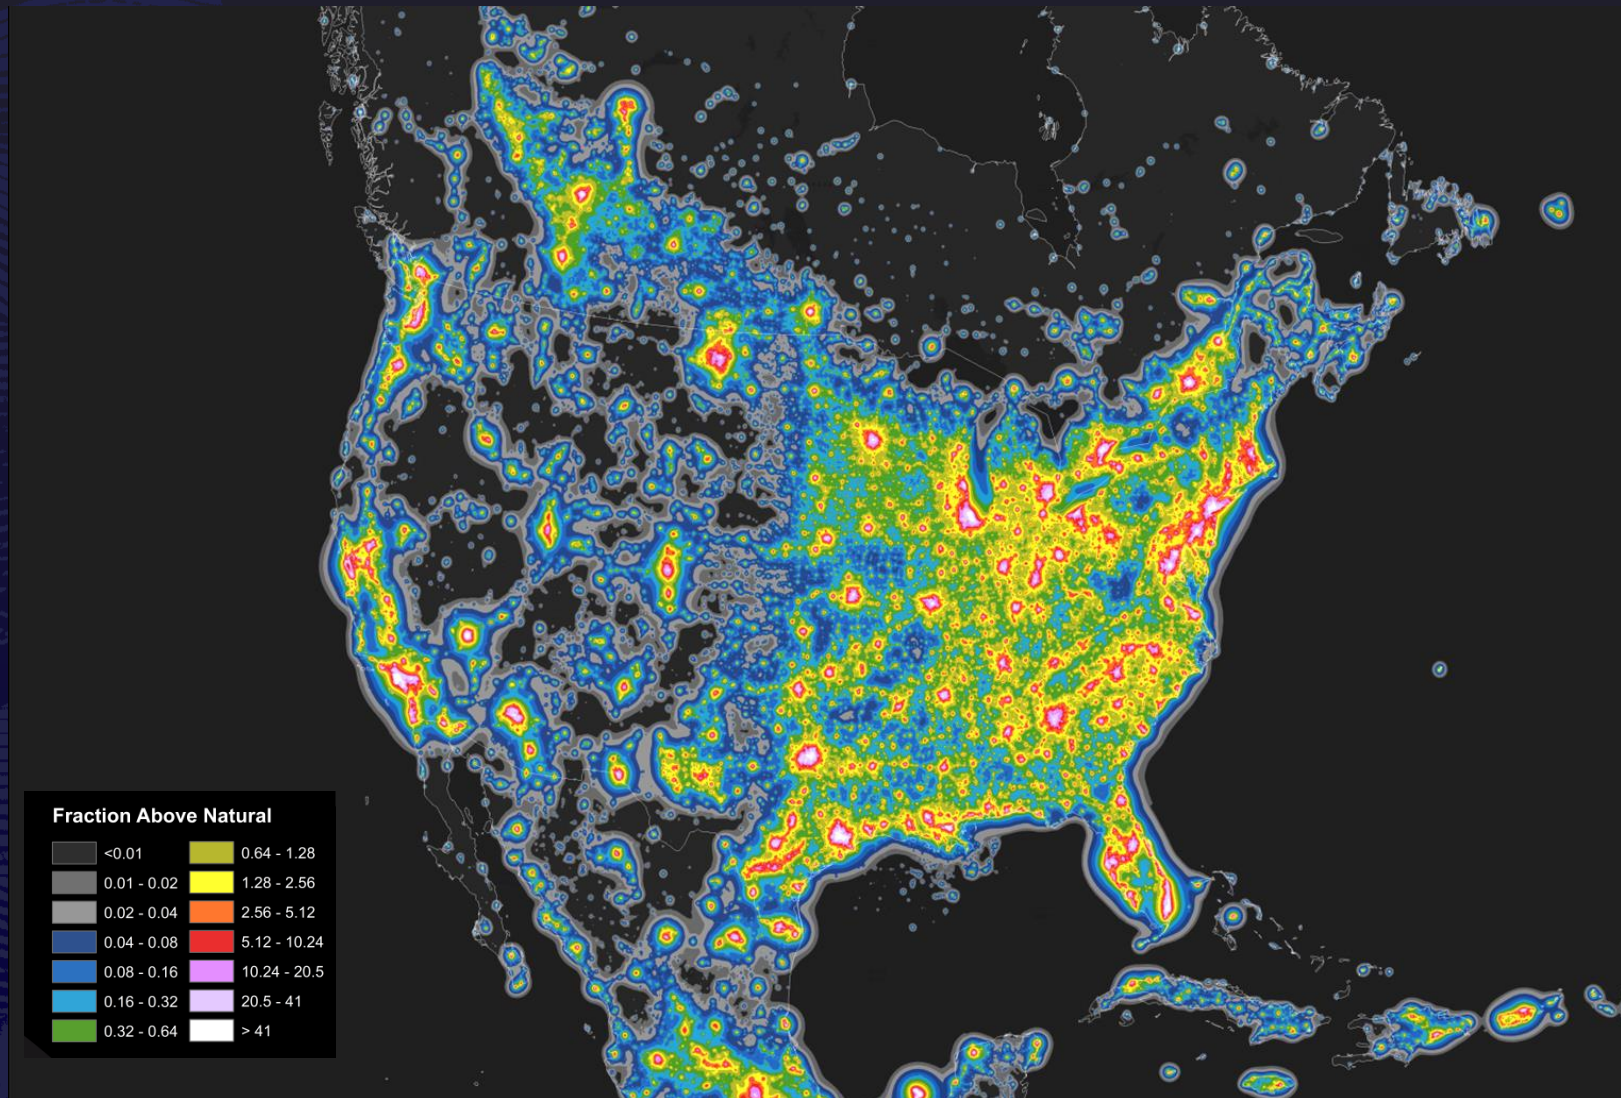 Fraction Above Natural
<0.01
0.01 - 0.02
0.02 - 0.04
0.04 - 0.08
0.08 - 0.16
0.16 - 0.32
0.32 - 0.64
0.64 - 1.28
1.28 - 2.56
2.56 - 5.12
5.12 - 10.24
10.24 - 20.5
20.5 - 41
> 41